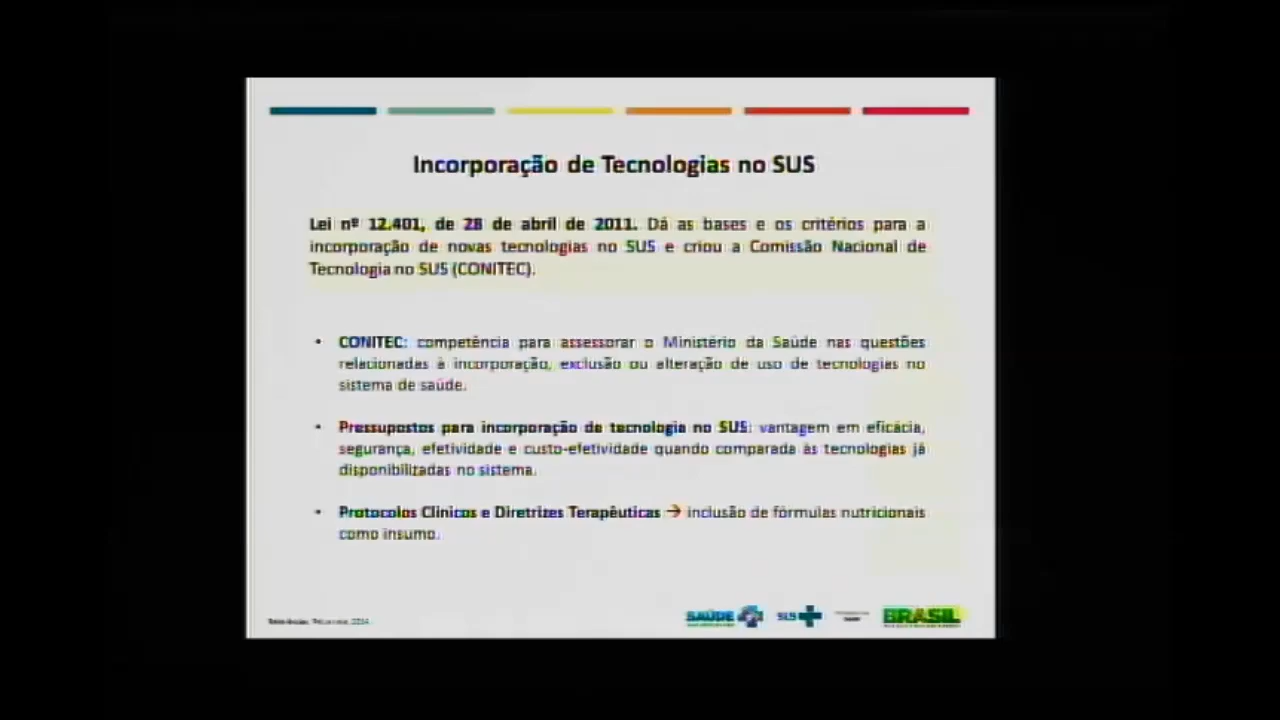 Incorporação de Tecnologias no SUS
Lei nº 12.401, de 28 de abril de 2011. Dá as bases e os critérios para a
incorporação de novas tecnologias no SUS e criou a Comissão Nacional de
Tecnologia no SUS (CONITEC).
• CONITEC: competência para assessorar o Ministério da Saúde nas questões
relacionadas à incorporação, exclusão ou alteração de uso de tecnologias no
sistema de saúde.
• Pressupostos para incorporação de tecnologia no SUS: vantagem em eficácia,
segurança, efetividade e custo-efetividade quando comparada às tecnologias já
disponibilizadas no sistema.
• Protocolos Clínicos e Diretrizes Terapêuticas → inclusão de fórmulas nutricionais
como insumo.
SAÚDE SUS BRASIL